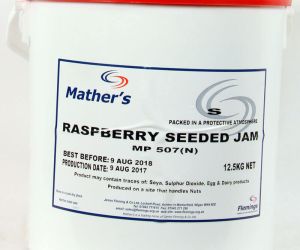 Mather's
S
PACKED IN A PROTECTIVE ATMOSPHERE
RASPBERRY SEEDED JAM
MP 507(N)
BEST BEFORE: 9 AUG 2018
PRODUCTION DATE: 9 AUG 2017
12.5KG NET
Product may contain traces of: Soya, Sulphur Dioxide, Egg & Dairy products
Produced on a site that handles Nuts
Flemings